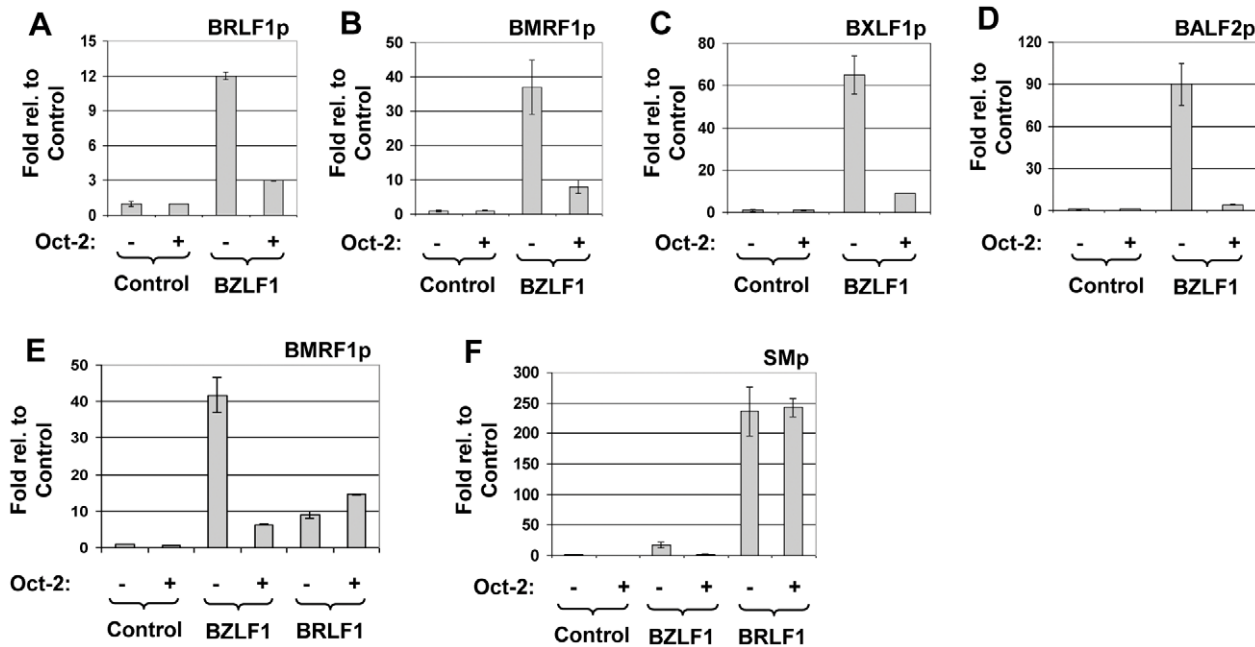 A
BRLF1p
Fold rel. to
Control
15
12
9
6
3
0
Oct-2: - + - +
Control BZLF1
B
BMRF1p
Fold rel. to
Control
50
40
30
20
10
0
Oct-2: - + - +
Control BZLF1
C
BXLF1p
Fold rel. to
Control
80
60
40
20
0
Oct-2: - + - +
Control BZLF1
D
BALF2p
Fold rel. to
Control
120
90
60
30
0
Oct-2: - + - +
Control BZLF1
E
BMRF1p
Fold rel. to
Control
50
40
30
20
10
0
Oct-2: - + - + - +
Control BZLF1 BRLF1
F
SMp
Fold rel. to
Control
300
250
200
150
100
50
0
Oct-2: - + - + - +
Control BZLF1 BRLF1